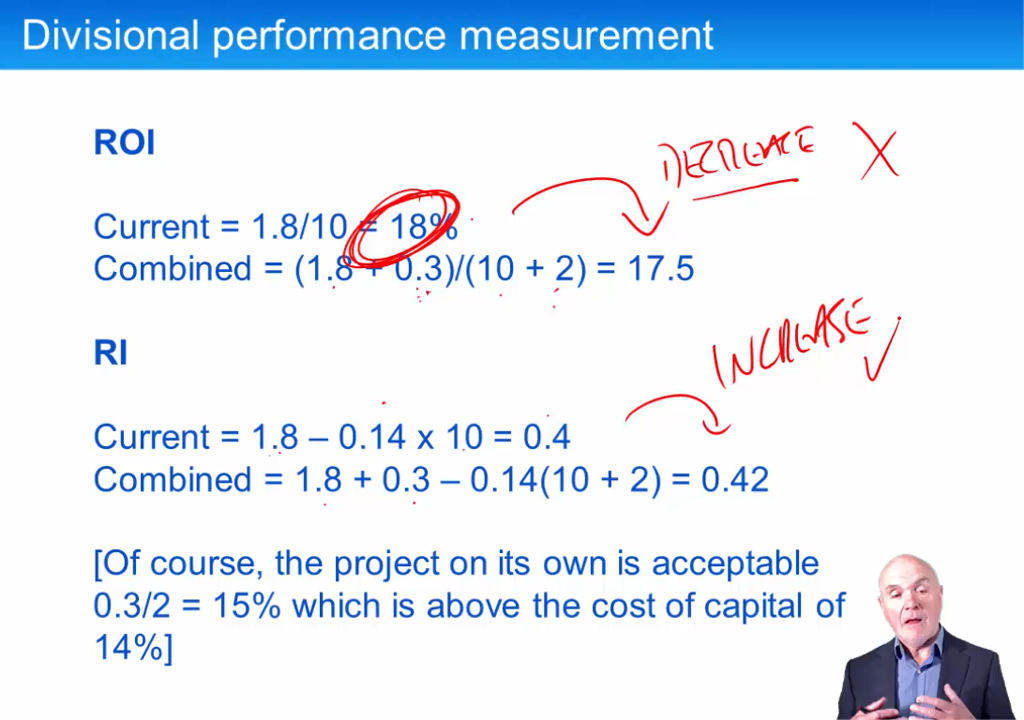 Divisional performance measurement
ROI
DECREASE X
Current = 1.8/10 = 18%
Combined = (1.8 + 0.3)/(10 + 2) = 17.5
RI
INCREASE ✓
Current = 1.8 – 0.14 x 10 = 0.4
Combined = 1.8 + 0.3 – 0.14(10 + 2) = 0.42
[Of course, the project on its own is acceptable
0.3/2 = 15% which is above the cost of capital of
14%]